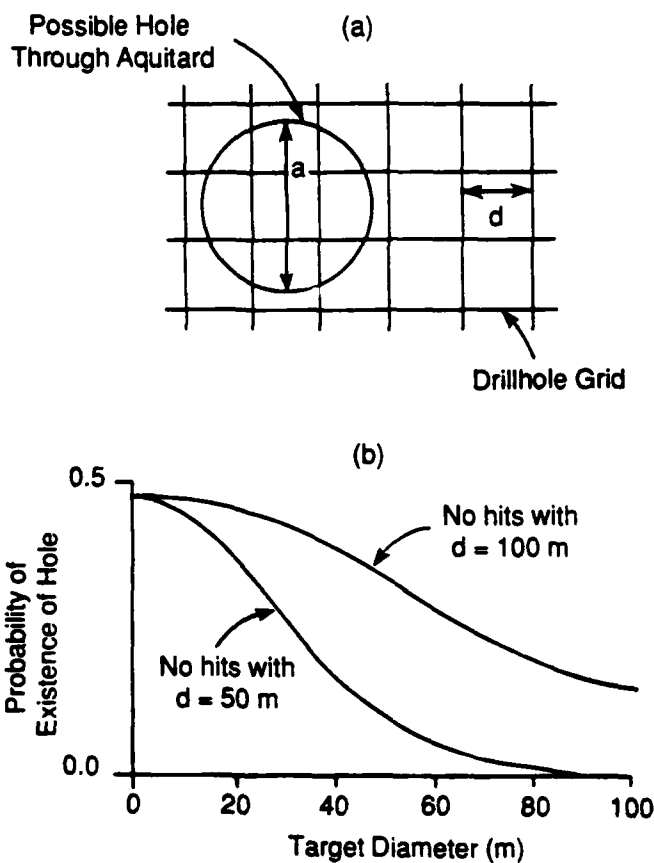 (a)
Possible Hole
Through Aquitard
a
d
Drillhole Grid
(b)
0.5
0.0
Probability of
Existence of Hole
No hits with
d = 100 m
No hits with
d = 50 m
0
20
40
60
80
100
Target Diameter (m)